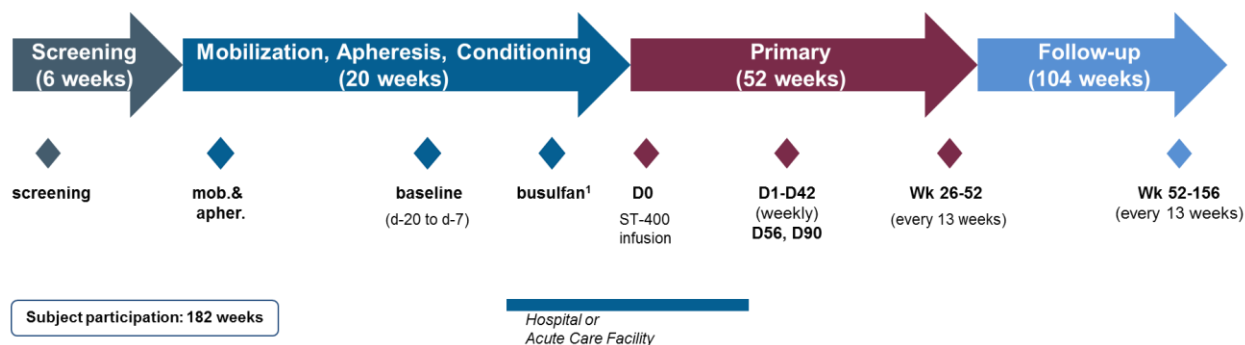 Screening
(6 weeks)
Mobilization, Apheresis, Conditioning
(20 weeks)
Primary
(52 weeks)
Follow-up
(104 weeks)
screening
mob.&
apher.
baseline
(d-20 to d-7)
busulfan¹
D0
ST-400
infusion
D1-D42
(weekly)
D56, D90
Wk 26-52
(every 13 weeks)
Wk 52-156
(every 13 weeks)
Subject participation: 182 weeks
Hospital or
Acute Care Facility